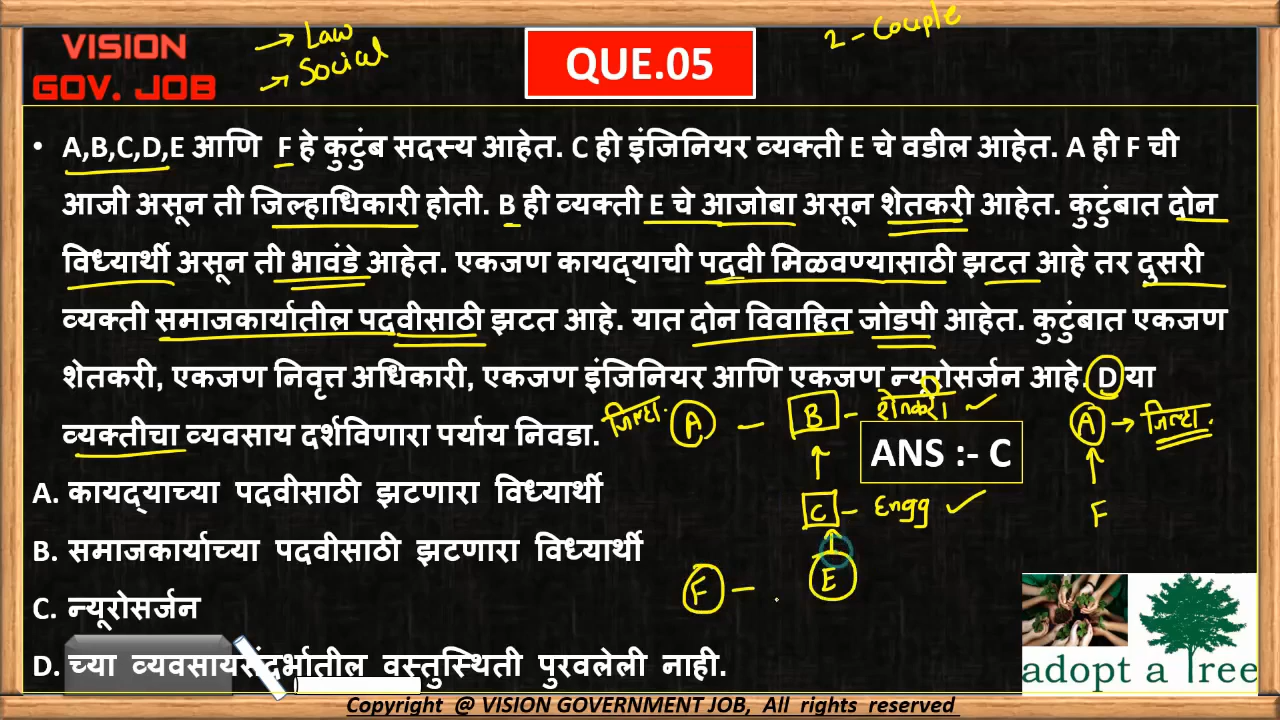 → Law
→ Social
2 - Couple
VISION
GOV. JOB
QUE.05
• A,B,C,D,E आणि F हे कुटुंब सदस्य आहेत. C ही इंजिनियर व्यक्ती E चे वडील आहेत. A ही F ची
आजी असून ती जिल्हाधिकारी होती. B ही व्यक्ती E चे आजोबा असून शेतकरी आहेत. कुटुंबात दोन
विध्यार्थी असून ती भावंडे आहेत. एकजण कायद्याची पदवी मिळवण्यासाठी झटत आहे तर दुसरी
व्यक्ती समाजकार्यातील पदवीसाठी झटत आहे. यात दोन विवाहित जोडपी आहेत. कुटुंबात एकजण
शेतकरी, एकजण निवृत्त अधिकारी, एकजण इंजिनियर आणि एकजण न्यूरोसर्जन आहे. D या
व्यक्तीचा व्यवसाय दर्शविणारा पर्याय निवडा.
जिल्हा. A — B - शेतकरी ✓
A → जिल्हा.
ANS :- C
A. कायद्याच्या पदवीसाठी झटणारा विध्यार्थी
C - Engg ✓
F
B. समाजकार्याच्या पदवीसाठी झटणारा विध्यार्थी
F — E
C. न्यूरोसर्जन
D. च्या व्यवसायसंदर्भातील वस्तुस्थिती पुरवलेली नाही.
adopt a Tree
Copyright @ VISION GOVERNMENT JOB, All rights reserved